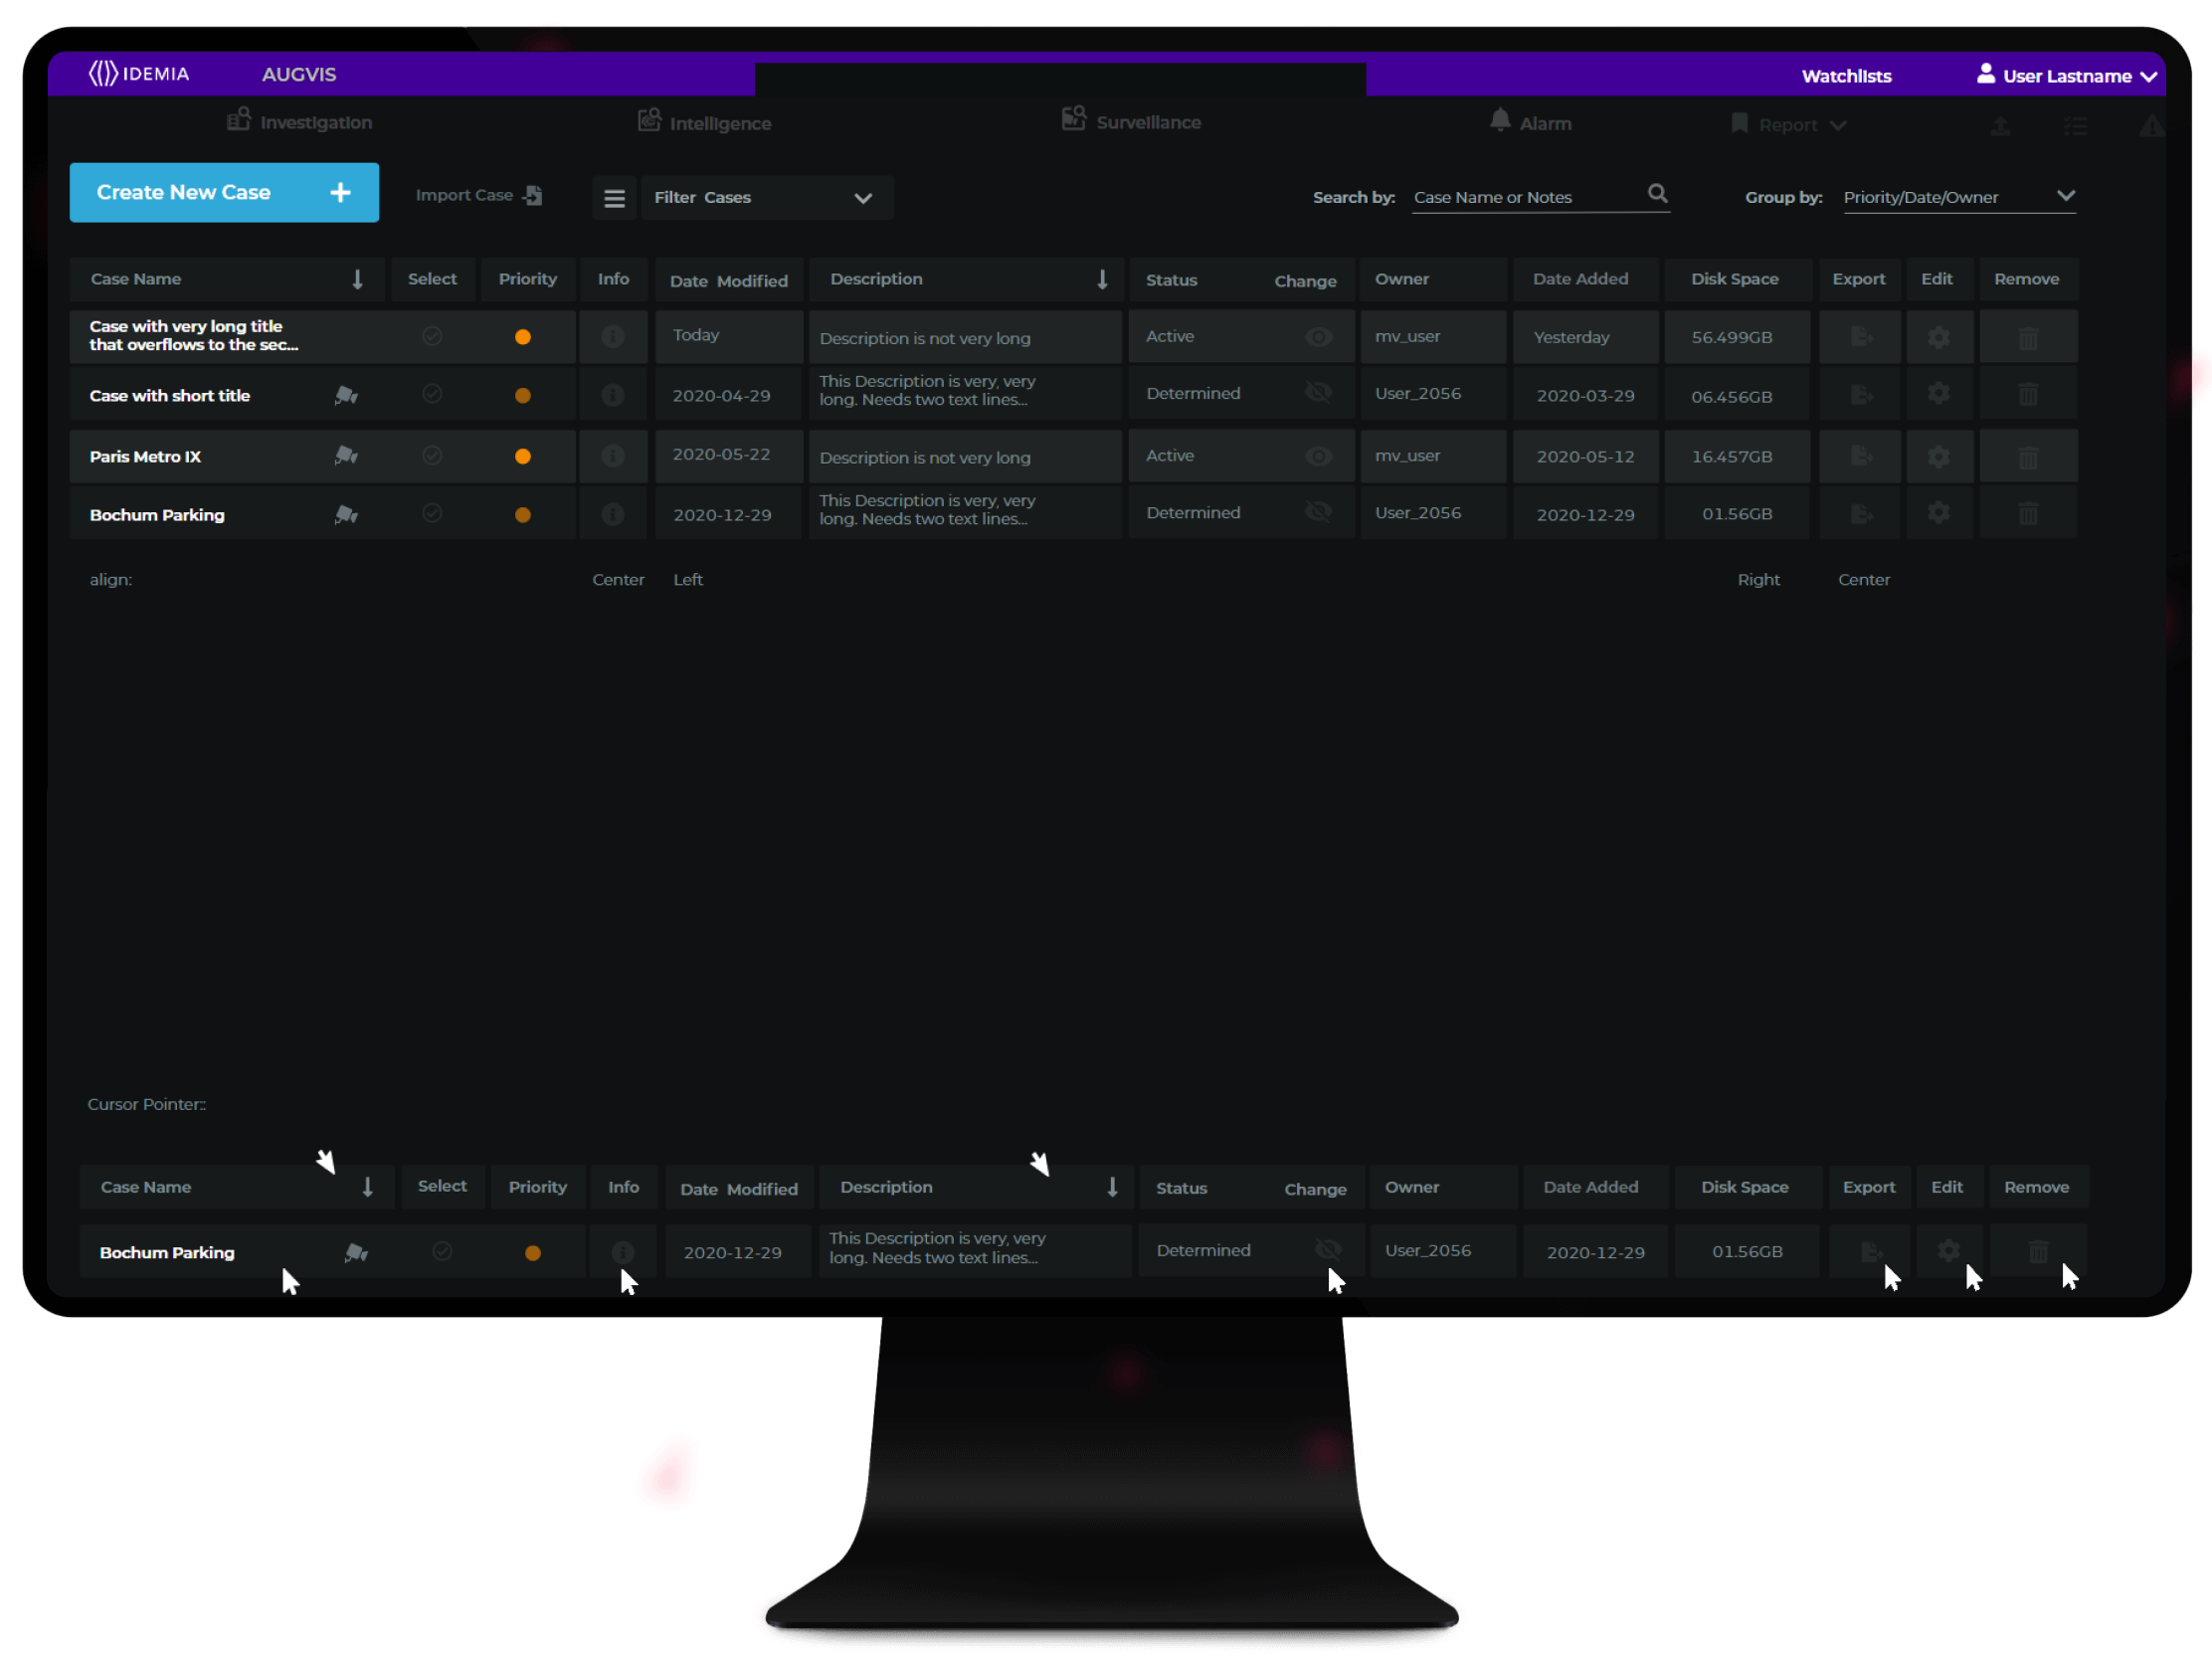 IDEMIA AUGVIS Watchlists User Lastname
Investigation Intelligence Surveillance Alarm Report
Create New Case + Import Case Filter Cases Search by: Case Name or Notes Group by: Priority/Date/Owner
Case Name Select Priority Info Date Modified Description Status Change Owner Date Added Disk Space Export Edit Remove
Case with very long title
that overflows to the sec... Today Description is not very long Active mv_user Yesterday 56.499GB
Case with short title 2020-04-29 This Description is very, very
long. Needs two text lines... Determined User_2056 2020-03-29 06.456GB
Paris Metro IX 2020-05-22 Description is not very long Active mv_user 2020-05-12 16.457GB
Bochum Parking 2020-12-29 This Description is very, very
long. Needs two text lines... Determined User_2056 2020-12-29 01.56GB
align: Center Left Right Center
Cursor Pointer::
Case Name Select Priority Info Date Modified Description Status Change Owner Date Added Disk Space Export Edit Remove
Bochum Parking 2020-12-29 This Description is very, very
long. Needs two text lines... Determined User_2056 2020-12-29 01.56GB